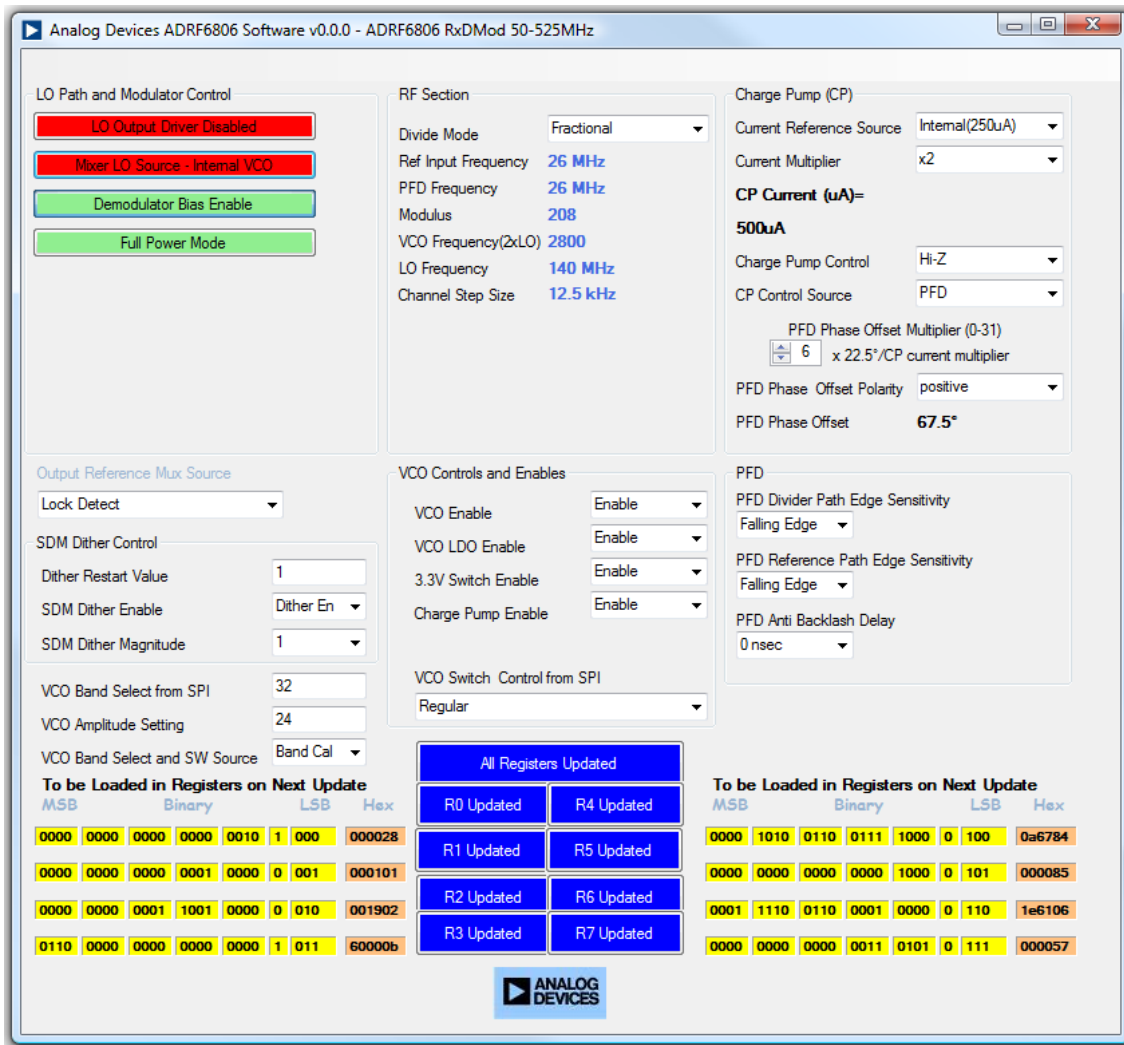 Analog Devices ADRF6806 Software v0.0.0 - ADRF6806 RxDMod 50-525MHz
LO Path and Modulator Control
LO Output Driver Disabled
Mixer LO Source - Internal VCO
Demodulator Bias Enable
Full Power Mode
RF Section
Divide Mode Fractional
Ref Input Frequency 26 MHz
PFD Frequency 26 MHz
Modulus 208
VCO Frequency(2xLO) 2800
LO Frequency 140 MHz
Channel Step Size 12.5 kHz
Charge Pump (CP)
Current Reference Source Internal(250uA)
Current Multiplier x2
CP Current (uA)=
500uA
Charge Pump Control Hi-Z
CP Control Source PFD
PFD Phase Offset Multiplier (0-31)
6 x 22.5°/CP current multiplier
PFD Phase Offset Polarity positive
PFD Phase Offset 67.5°
Output Reference Mux Source
Lock Detect
SDM Dither Control
Dither Restart Value 1
SDM Dither Enable Dither En
SDM Dither Magnitude 1
VCO Band Select from SPI 32
VCO Amplitude Setting 24
VCO Band Select and SW Source Band Cal
VCO Controls and Enables
VCO Enable Enable
VCO LDO Enable Enable
3.3V Switch Enable Enable
Charge Pump Enable Enable
VCO Switch Control from SPI
Regular
PFD
PFD Divider Path Edge Sensitivity
Falling Edge
PFD Reference Path Edge Sensitivity
Falling Edge
PFD Anti Backlash Delay
0 nsec
To be Loaded in Registers on Next Update
MSB Binary LSB Hex
0000 0000 0000 0000 0010 1 000 000028
0000 0000 0000 0001 0000 0 001 000101
0000 0000 0001 1001 0000 0 010 001902
0110 0000 0000 0000 0000 1 011 60000b
All Registers Updated
R0 Updated R4 Updated
R1 Updated R5 Updated
R2 Updated R6 Updated
R3 Updated R7 Updated
To be Loaded in Registers on Next Update
MSB Binary LSB Hex
0000 1010 0110 0111 1000 0 100 0a6784
0000 0000 0000 0000 1000 0 101 000085
0001 1110 0110 0001 0000 0 110 1e6106
0000 0000 0000 0011 0101 0 111 000057
ANALOG
DEVICES